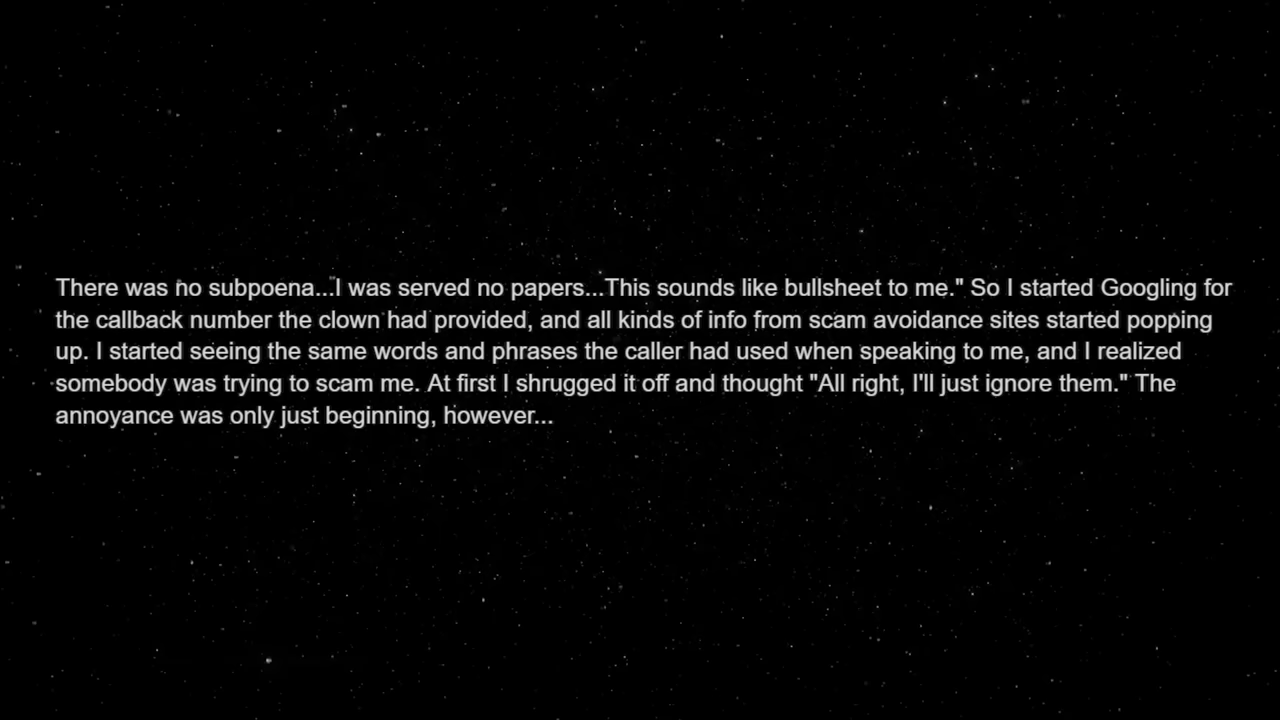 There was no subpoena...I was served no papers...This sounds like bullsheet to me." So I started Googling for
the callback number the clown had provided, and all kinds of info from scam avoidance sites started popping
up. I started seeing the same words and phrases the caller had used when speaking to me, and I realized
somebody was trying to scam me. At first I shrugged it off and thought "All right, I'll just ignore them." The
annoyance was only just beginning, however...